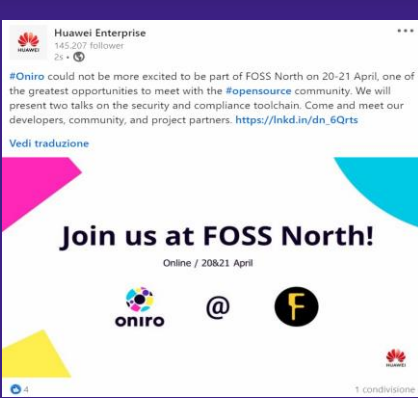 Huawei Enterprise
145.207 follower
2s •
#Oniro could not be more excited to be part of FOSS North on 20-21 April, one of
the greatest opportunities to meet with the #opensource community. We will
present two talks on the security and compliance toolchain. Come and meet our
developers, community, and project partners. https://lnkd.in/dn_6Qrts
Vedi traduzione
Join us at FOSS North!
Online / 20&21 April
oniro @ F
HUAWEI
4
1 condivisione